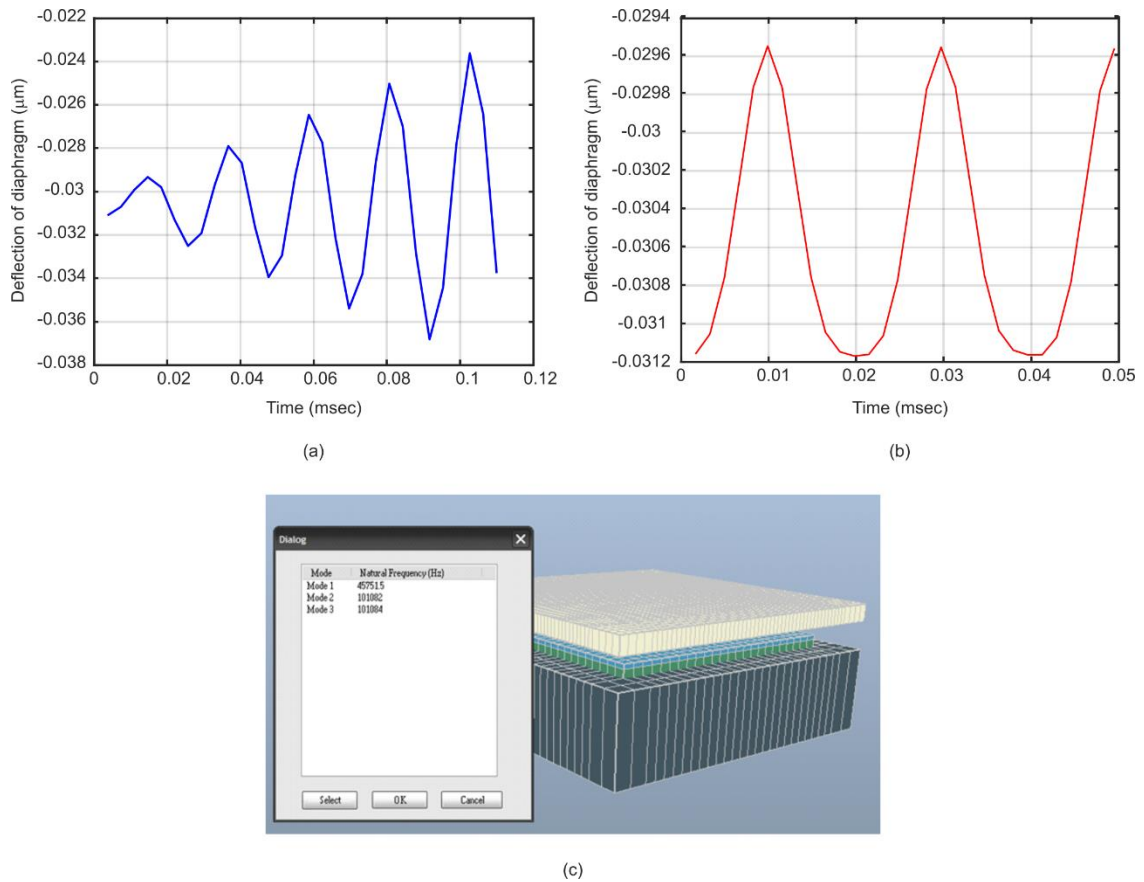 -0.022
-0.024
-0.026
-0.028
-0.03
-0.032
-0.034
-0.036
-0.038
Deflection of diaphragm (μm)
0 0.02 0.04 0.06 0.08 0.1 0.12
Time (msec)
(a)
-0.0294
-0.0296
-0.0298
-0.03
-0.0302
-0.0304
-0.0306
-0.0308
-0.031
-0.0312
Deflection of diaphragm (μm)
0 0.01 0.02 0.03 0.04 0.05
Time (msec)
(b)
Dialog
Mode Natural Frequency (Hz)
Mode 1 45751.5
Mode 2 101082
Mode 3 101084
Select OK Cancel
(c)